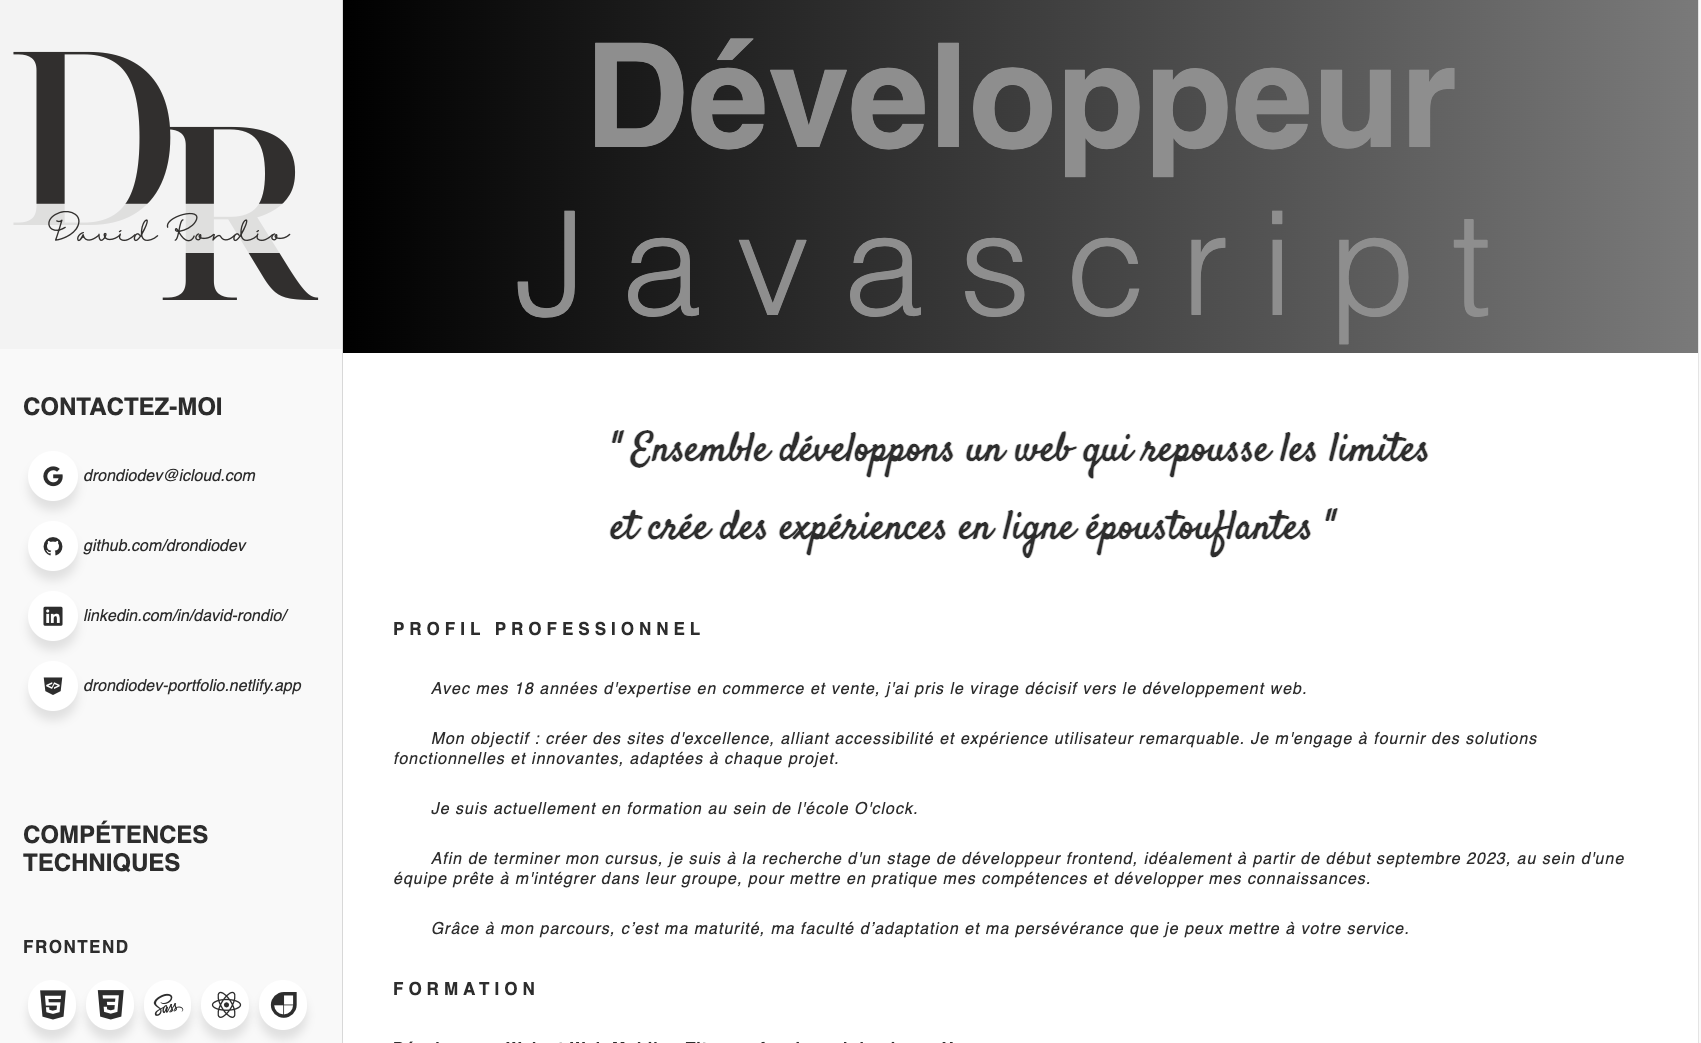 DR
David Rondio
CONTACTEZ-MOI
drondiodev@icloud.com
github.com/drondiodev
linkedin.com/in/david-rondio/
drondiodev-portfolio.netlify.app
COMPÉTENCES
TECHNIQUES
FRONTEND
Sass
Développeur
Javascript
" Ensemble développons un web qui repousse les limites
et crée des expériences en ligne époustouflantes "
PROFIL PROFESSIONNEL
Avec mes 18 années d'expertise en commerce et vente, j'ai pris le virage décisif vers le développement web.
Mon objectif : créer des sites d'excellence, alliant accessibilité et expérience utilisateur remarquable. Je m'engage à fournir des solutions
fonctionnelles et innovantes, adaptées à chaque projet.
Je suis actuellement en formation au sein de l'école O'clock.
Afin de terminer mon cursus, je suis à la recherche d'un stage de développeur frontend, idéalement à partir de début septembre 2023, au sein d'une
équipe prête à m'intégrer dans leur groupe, pour mettre en pratique mes compétences et développer mes connaissances.
Grâce à mon parcours, c’est ma maturité, ma faculté d’adaptation et ma persévérance que je peux mettre à votre service.
FORMATION